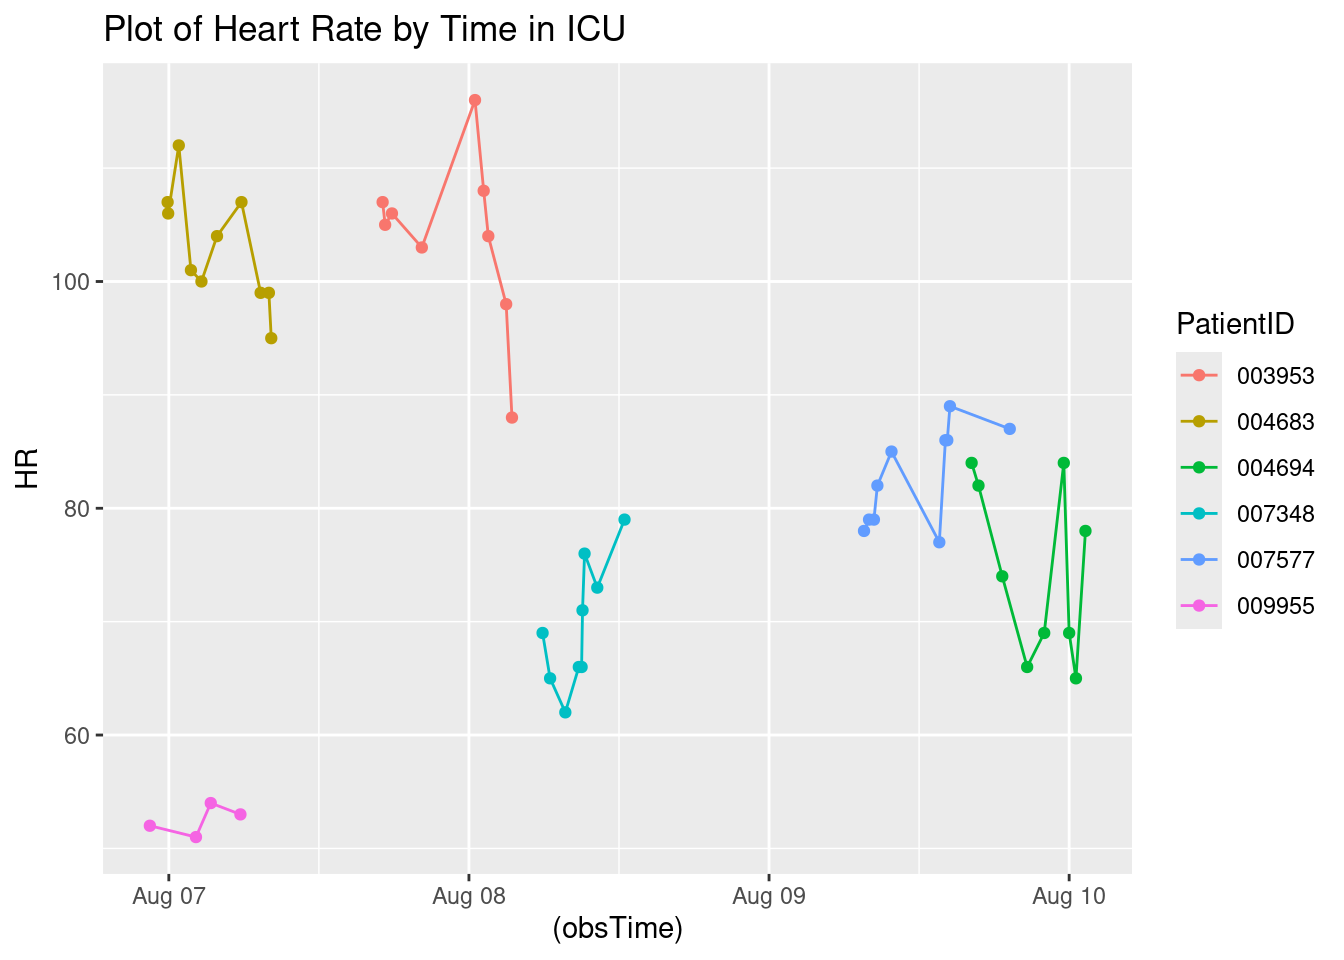 Plot of Heart Rate by Time in ICU
HR
100
80
60
Aug 07
Aug 08
Aug 09
Aug 10
(obsTime)
PatientID
003953
004683
004694
007348
007577
009955